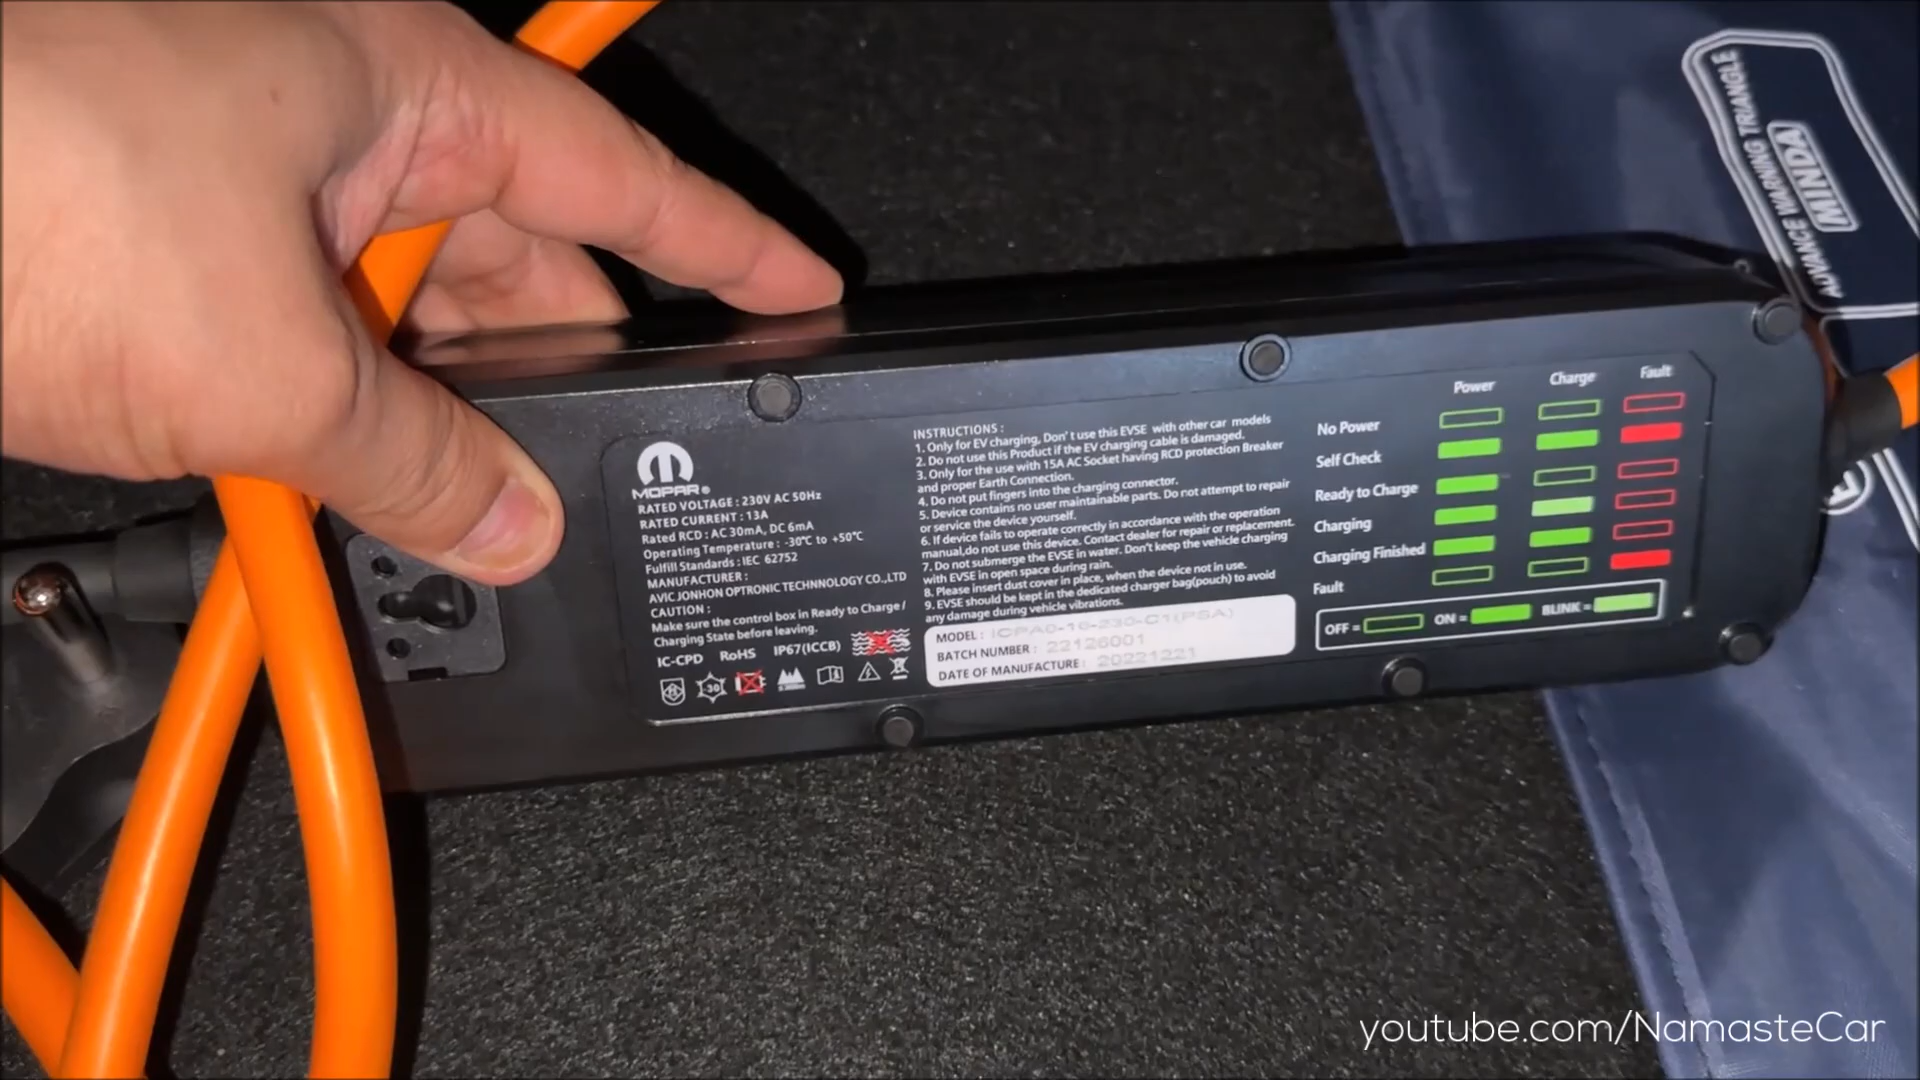 MOPAR®
RATED VOLTAGE : 230V AC 50Hz
RATED CURRENT : 13A
Rated RCD : AC 30mA, DC 6mA
Operating Temperature : -30℃ to +50℃
Fulfill Standards : IEC 62752
MANUFACTURER :
AVIC JONHON OPTRONIC TECHNNOLOGY CO.,LTD
CAUTION :
Make sure the control box in Ready to Charge /
Charging State before leaving.
IC-CPD RoHS IP67(ICCB)
-30
INSTRUCTIONS :
1. Only for EV charging, Don't use this EVSE with other car models
2. Do not use this Product if the EV charging cable is damaged.
3. Only for the use with 15A AC Socket having RCD protection Breaker
and proper Earth Connection.
4. Do not put fingers into the charging connector.
5. Device contains no user maintainable parts. Do not attempt to repair
or service the device yourself.
6. If device fails to operate correctly in accordance with the operation
manual,do not use this device. Contact dealer for repair or replacement.
7. Do not submerge the EVSE in water. Don't keep the vehicle charging
with EVSE in open space during rain.
8. Please insert dust cover in place, when the device not in use.
9. EVSE should be kept in the dedicated charger bag(pouch) to avoid
any damage during vehicle vibrations.
MODEL : ICPA0-16-230-C1(PSA)
BATCH NUMBER : 22126001
DATE OF MANUFACTURE : 20221221
Power Charge Fault
No Power
Self Check
Ready to Charge
Charging
Charging Finished
Fault
OFF = ON = BLINK =
ADVANCE WARNING TRIANGLE
MINDA
youtube.com/NamasteCar